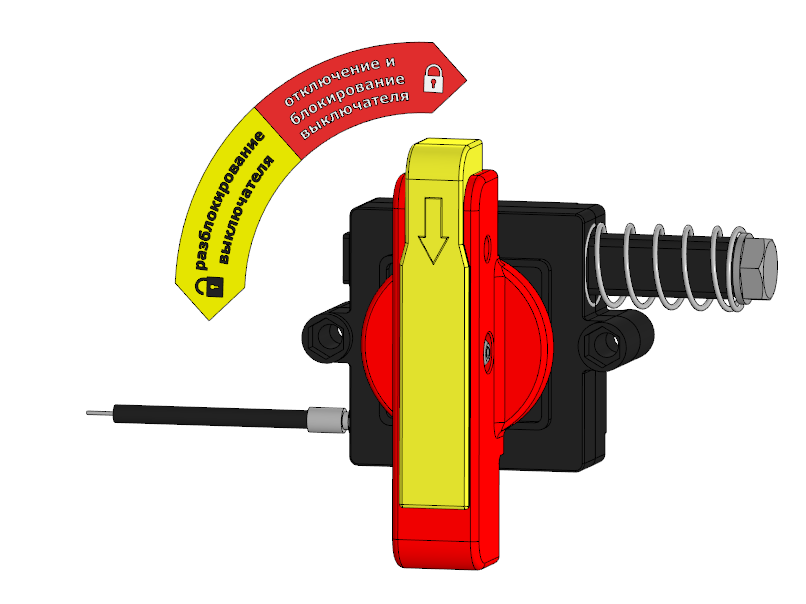 отключение и
блокирование
выключателя
разблокирование
выключателя